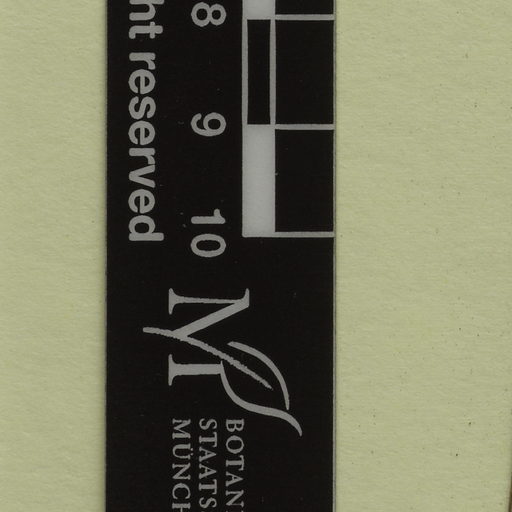 ht reserved
8 9 10
M
BOTAN
STAATS
MÜNCH